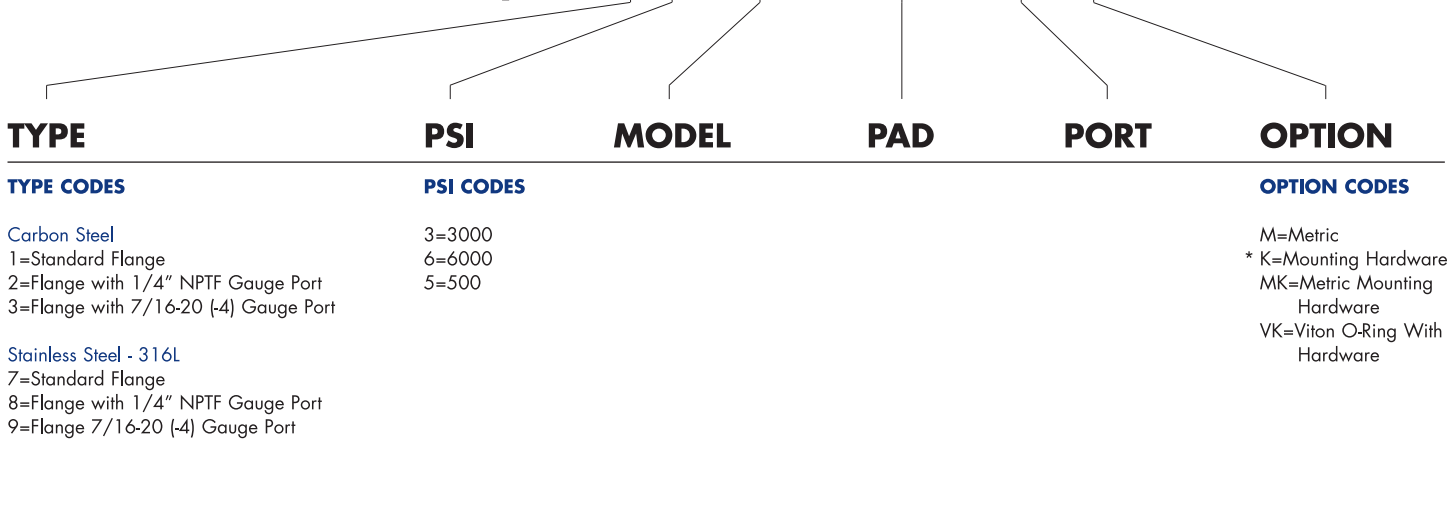 TYPE PSI MODEL PAD PORT OPTION
TYPE CODES PSI CODES OPTION CODES
Carbon Steel 3=3000 M=Metric
1=Standard Flange 6=6000 * K=Mounting Hardware
2=Flange with 1/4” NPTF Gauge Port 5=500 MK=Metric Mounting
3=Flange with 7/16-20 (-4) Gauge Port Hardware
VK=Viton O-Ring With
Stainless Steel - 316L Hardware
7=Standard Flange
8=Flange with 1/4” NPTF Gauge Port
9=Flange 7/16-20 (-4) Gauge Port